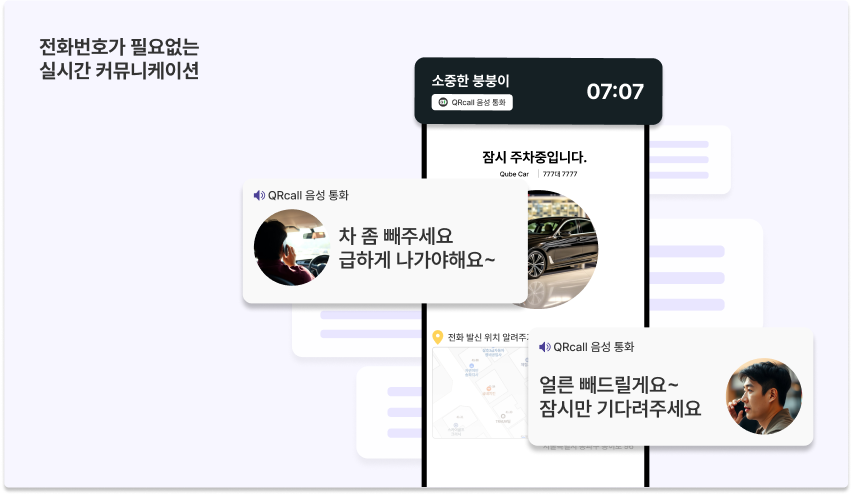 전화번호가 필요없는
실시간 커뮤니케이션
소중한 붕붕이
QRcall 음성 통화
07:07
잠시 주차중입니다.
Qube Car
777대 7777
QRcall 음성 통화
차 좀 빼주세요
급하게 나가야해요~
전화 발신 위치 알려주
QRcall 음성 통화
얼른 빼드릴게요~
잠시만 기다려주세요